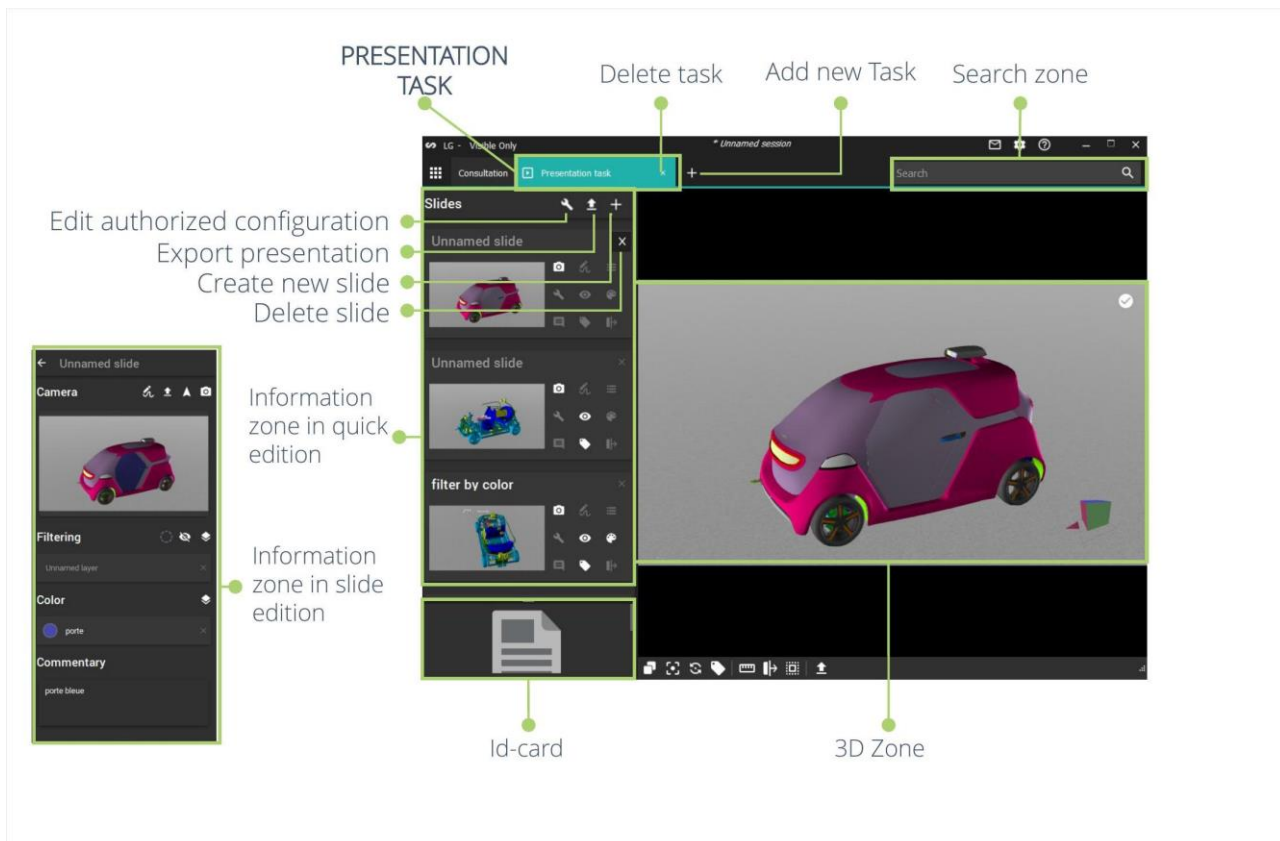 PRESENTATION
TASK
Delete task
Add new Task
Search zone
LG - Visible Only
* Unnamed session
Consultation
Presentation task
Search
Slides
Edit authorized configuration
Export presentation
Create new slide
Delete slide
Unnamed slide
Unnamed slide
filter by color
Information
zone in quick
edition
Unnamed slide
Camera
Filtering
Unnamed layer
Color
porte
Commentary
porte bleue
Information
zone in slide
edition
Id-card
3D Zone